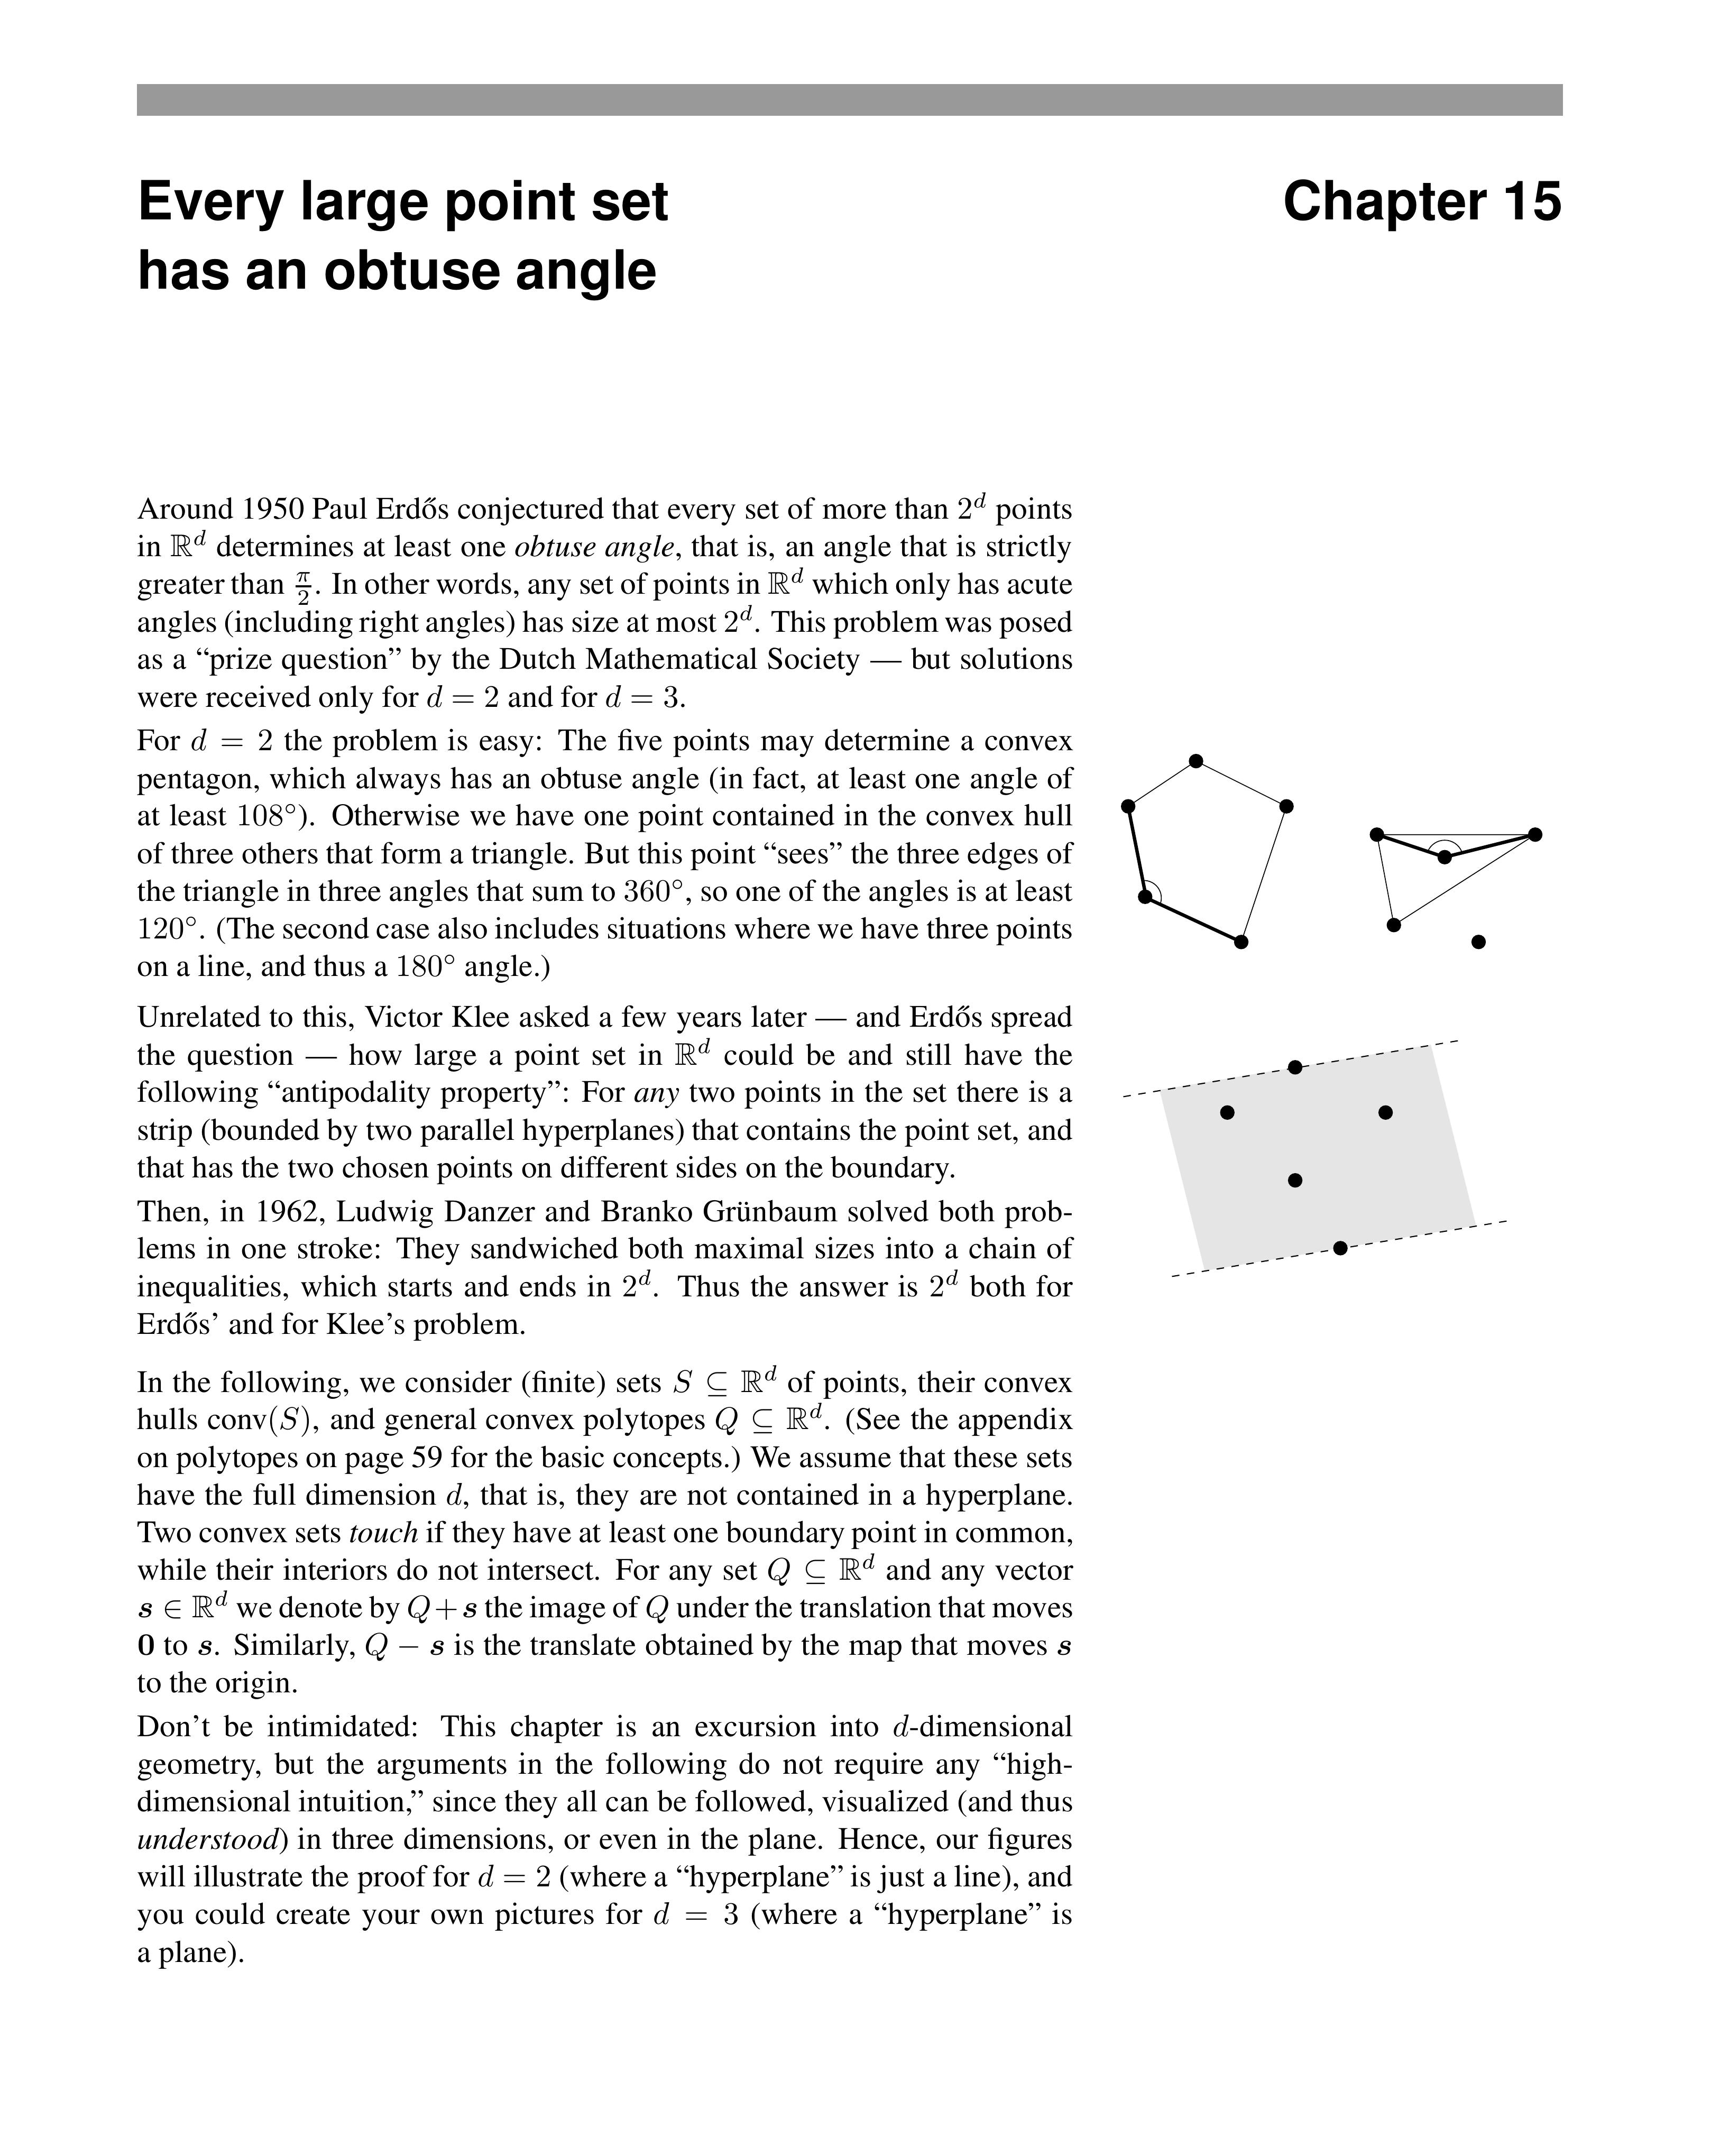 Every large point set
has an obtuse angle
Chapter 15
Around 1950 Paul Erdős conjectured that every set of more than 2^d points
in ℝ^d determines at least one obtuse angle, that is, an angle that is strictly
greater than π/2. In other words, any set of points in ℝ^d which only has acute
angles (including right angles) has size at most 2^d. This problem was posed
as a “prize question” by the Dutch Mathematical Society — but solutions
were received only for d = 2 and for d = 3.
For d = 2 the problem is easy: The five points may determine a convex
pentagon, which always has an obtuse angle (in fact, at least one angle of
at least 108°). Otherwise we have one point contained in the convex hull
of three others that form a triangle. But this point “sees” the three edges of
the triangle in three angles that sum to 360°, so one of the angles is at least
120°. (The second case also includes situations where we have three points
on a line, and thus a 180° angle.)
Unrelated to this, Victor Klee asked a few years later — and Erdős spread
the question — how large a point set in ℝ^d could be and still have the
following “antipodality property”: For any two points in the set there is a
strip (bounded by two parallel hyperplanes) that contains the point set, and
that has the two chosen points on different sides on the boundary.
Then, in 1962, Ludwig Danzer and Branko Grünbaum solved both prob-
lems in one stroke: They sandwiched both maximal sizes into a chain of
inequalities, which starts and ends in 2^d. Thus the answer is 2^d both for
Erdős’ and for Klee’s problem.
In the following, we consider (finite) sets S ⊆ ℝ^d of points, their convex
hulls conv(S), and general convex polytopes Q ⊆ ℝ^d. (See the appendix
on polytopes on page 59 for the basic concepts.) We assume that these sets
have the full dimension d, that is, they are not contained in a hyperplane.
Two convex sets touch if they have at least one boundary point in common,
while their interiors do not intersect. For any set Q ⊆ ℝ^d and any vector
s ∈ ℝ^d we denote by Q+s the image of Q under the translation that moves
0 to s. Similarly, Q − s is the translate obtained by the map that moves s
to the origin.
Don’t be intimidated: This chapter is an excursion into d-dimensional
geometry, but the arguments in the following do not require any “high-
dimensional intuition,” since they all can be followed, visualized (and thus
understood) in three dimensions, or even in the plane. Hence, our figures
will illustrate the proof for d = 2 (where a “hyperplane” is just a line), and
you could create your own pictures for d = 3 (where a “hyperplane” is
a plane).